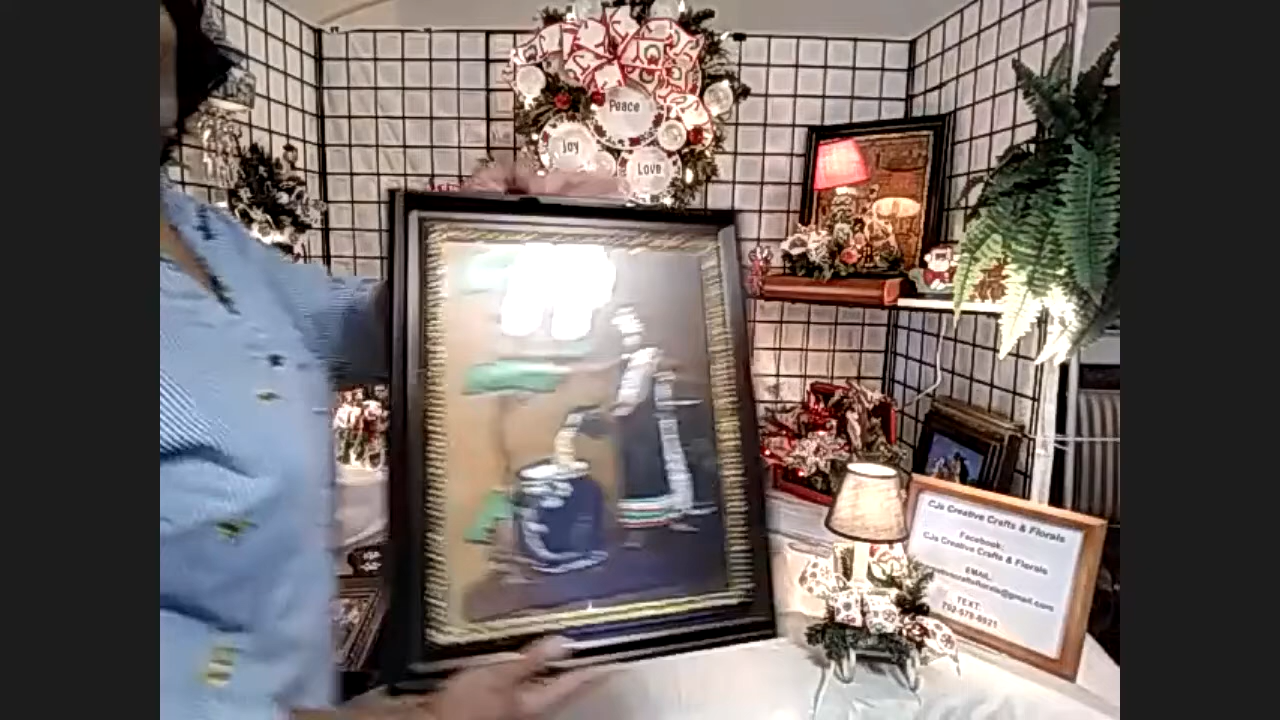 Peace
Joy
Love
CJs Creative Crafts & Florals
Facebook:
CJs Creative Crafts & Florals
EMAIL:
TEXT: